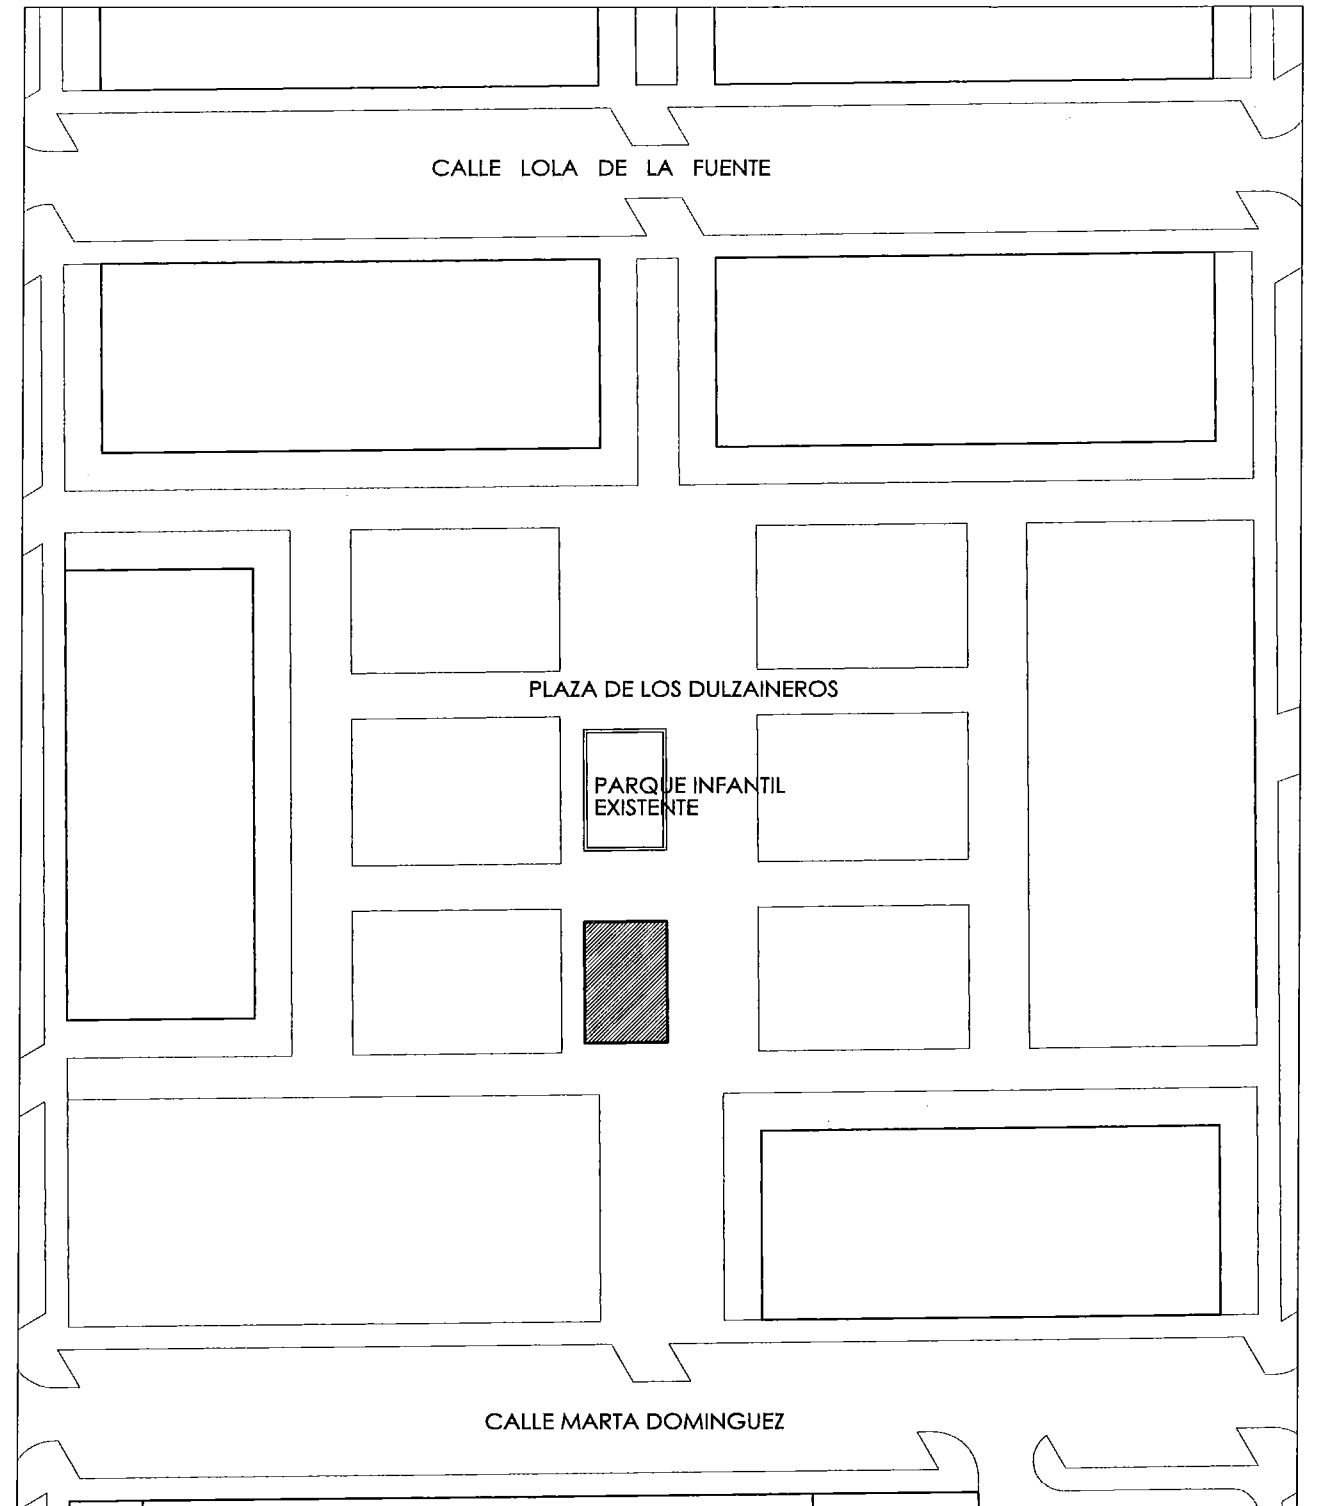 CALLE LOLA DE LA FUENTE
PLAZA DE LOS DULZAINEROS
PARQUE INFANTIL
EXISTENTE
CALLE MARTA DOMINGUEZ